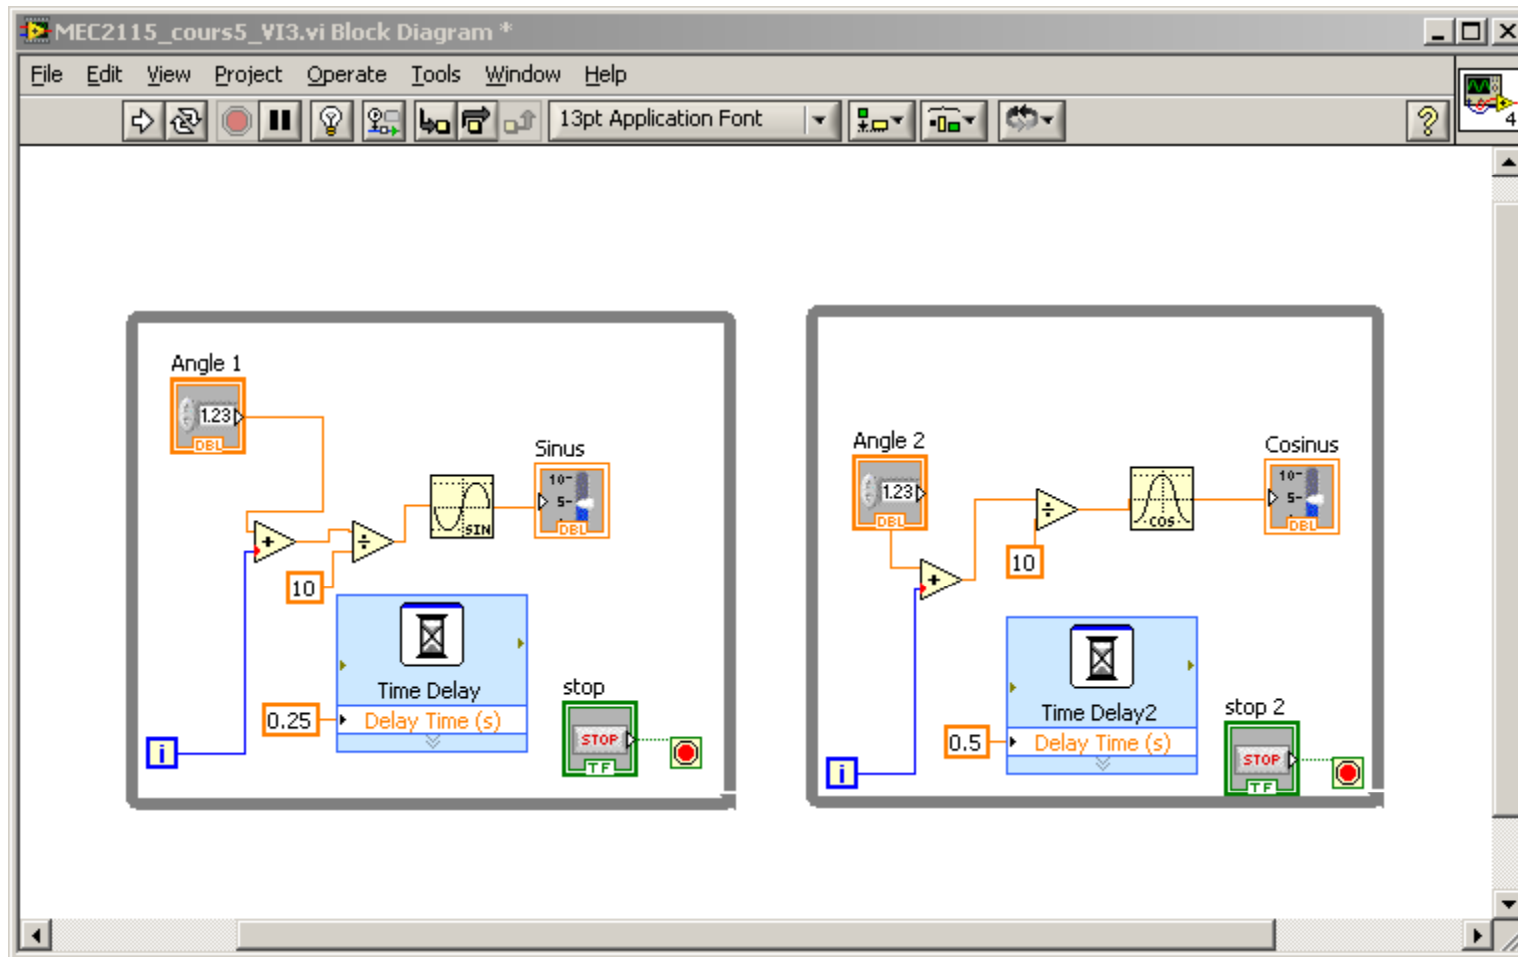 MEC2115_cours5_VI3.vi Block Diagram *
File Edit View Project Operate Tools Window Help
13pt Application Font
?
4
Angle 1
1.23
DBL
Sinus
10
5
DBL
SIN
+
÷
10
Time Delay
Delay Time (s)
0.25
i
stop
STOP
TF
Angle 2
1.23
DBL
Cosinus
10
5
DBL
÷
COS
10
+
Time Delay2
Delay Time (s)
0.5
i
stop 2
STOP
TF